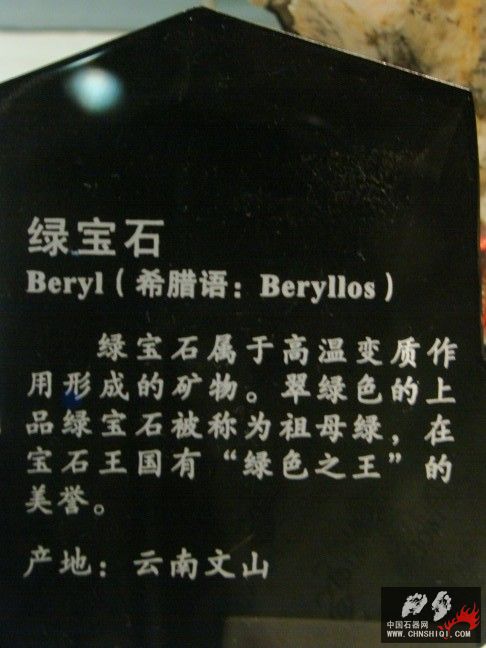 绿宝石
Beryl（希腊语：Beryllos）
绿宝石属于高温变质作
用形成的矿物。翠绿色的上
品绿宝石被称为祖母绿，在
宝石王国有“绿色之王”的
美誉。
产地：云南文山
中国石器网
WWW.CHNSHIQI.COM